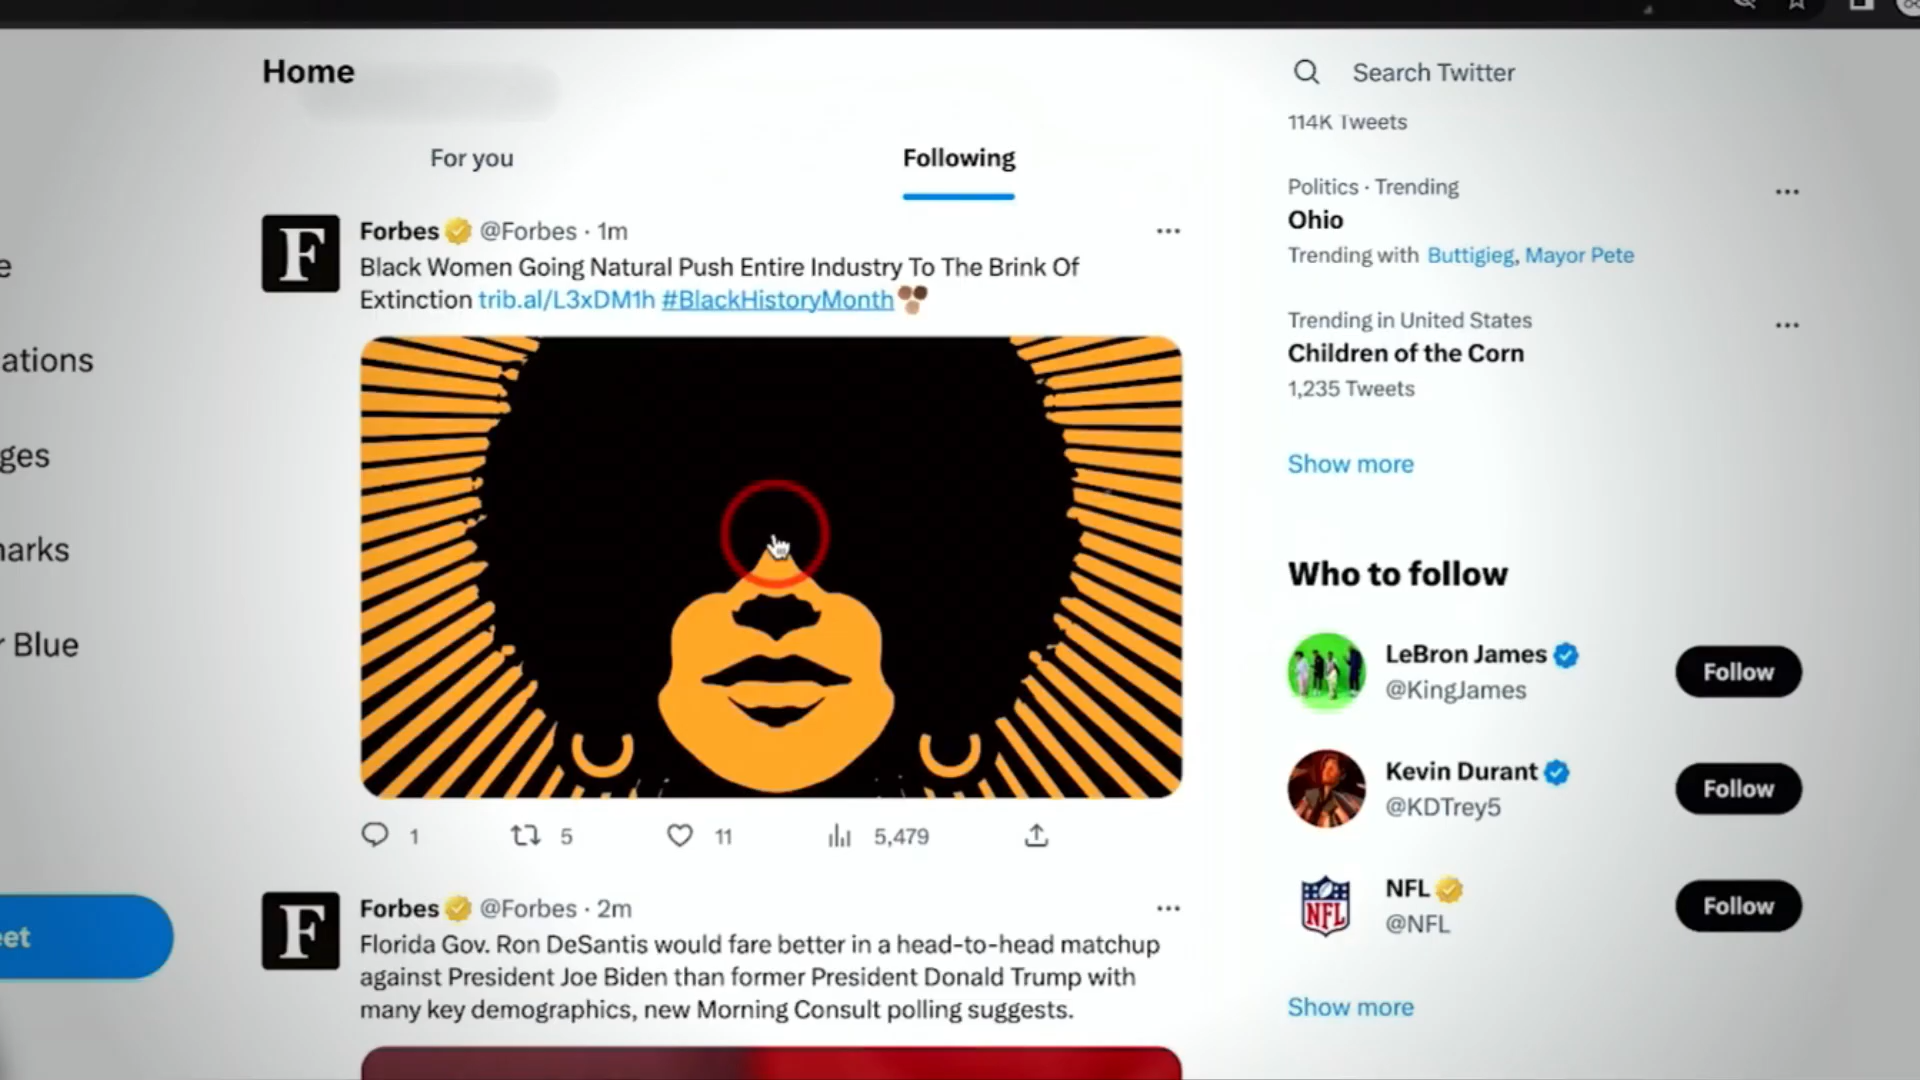 Home
Search Twitter
114K Tweets
For you
Following
Politics · Trending
Ohio
Trending with Buttigieg, Mayor Pete
F
Forbes @Forbes · 1m
Black Women Going Natural Push Entire Industry To The Brink Of
Extinction trib.al/L3xDM1h #BlackHistoryMonth
Trending in United States
Children of the Corn
1,235 Tweets
Show more
e
ations
ges
arks
r Blue
Who to follow
LeBron James
@KingJames
Follow
Kevin Durant
@KDTrey5
Follow
NFL
NFL
@NFL
Follow
Show more
1 5 11 5,479
eet
F
Forbes @Forbes · 2m
Florida Gov. Ron DeSantis would fare better in a head-to-head matchup
against President Joe Biden than former President Donald Trump with
many key demographics, new Morning Consult polling suggests.